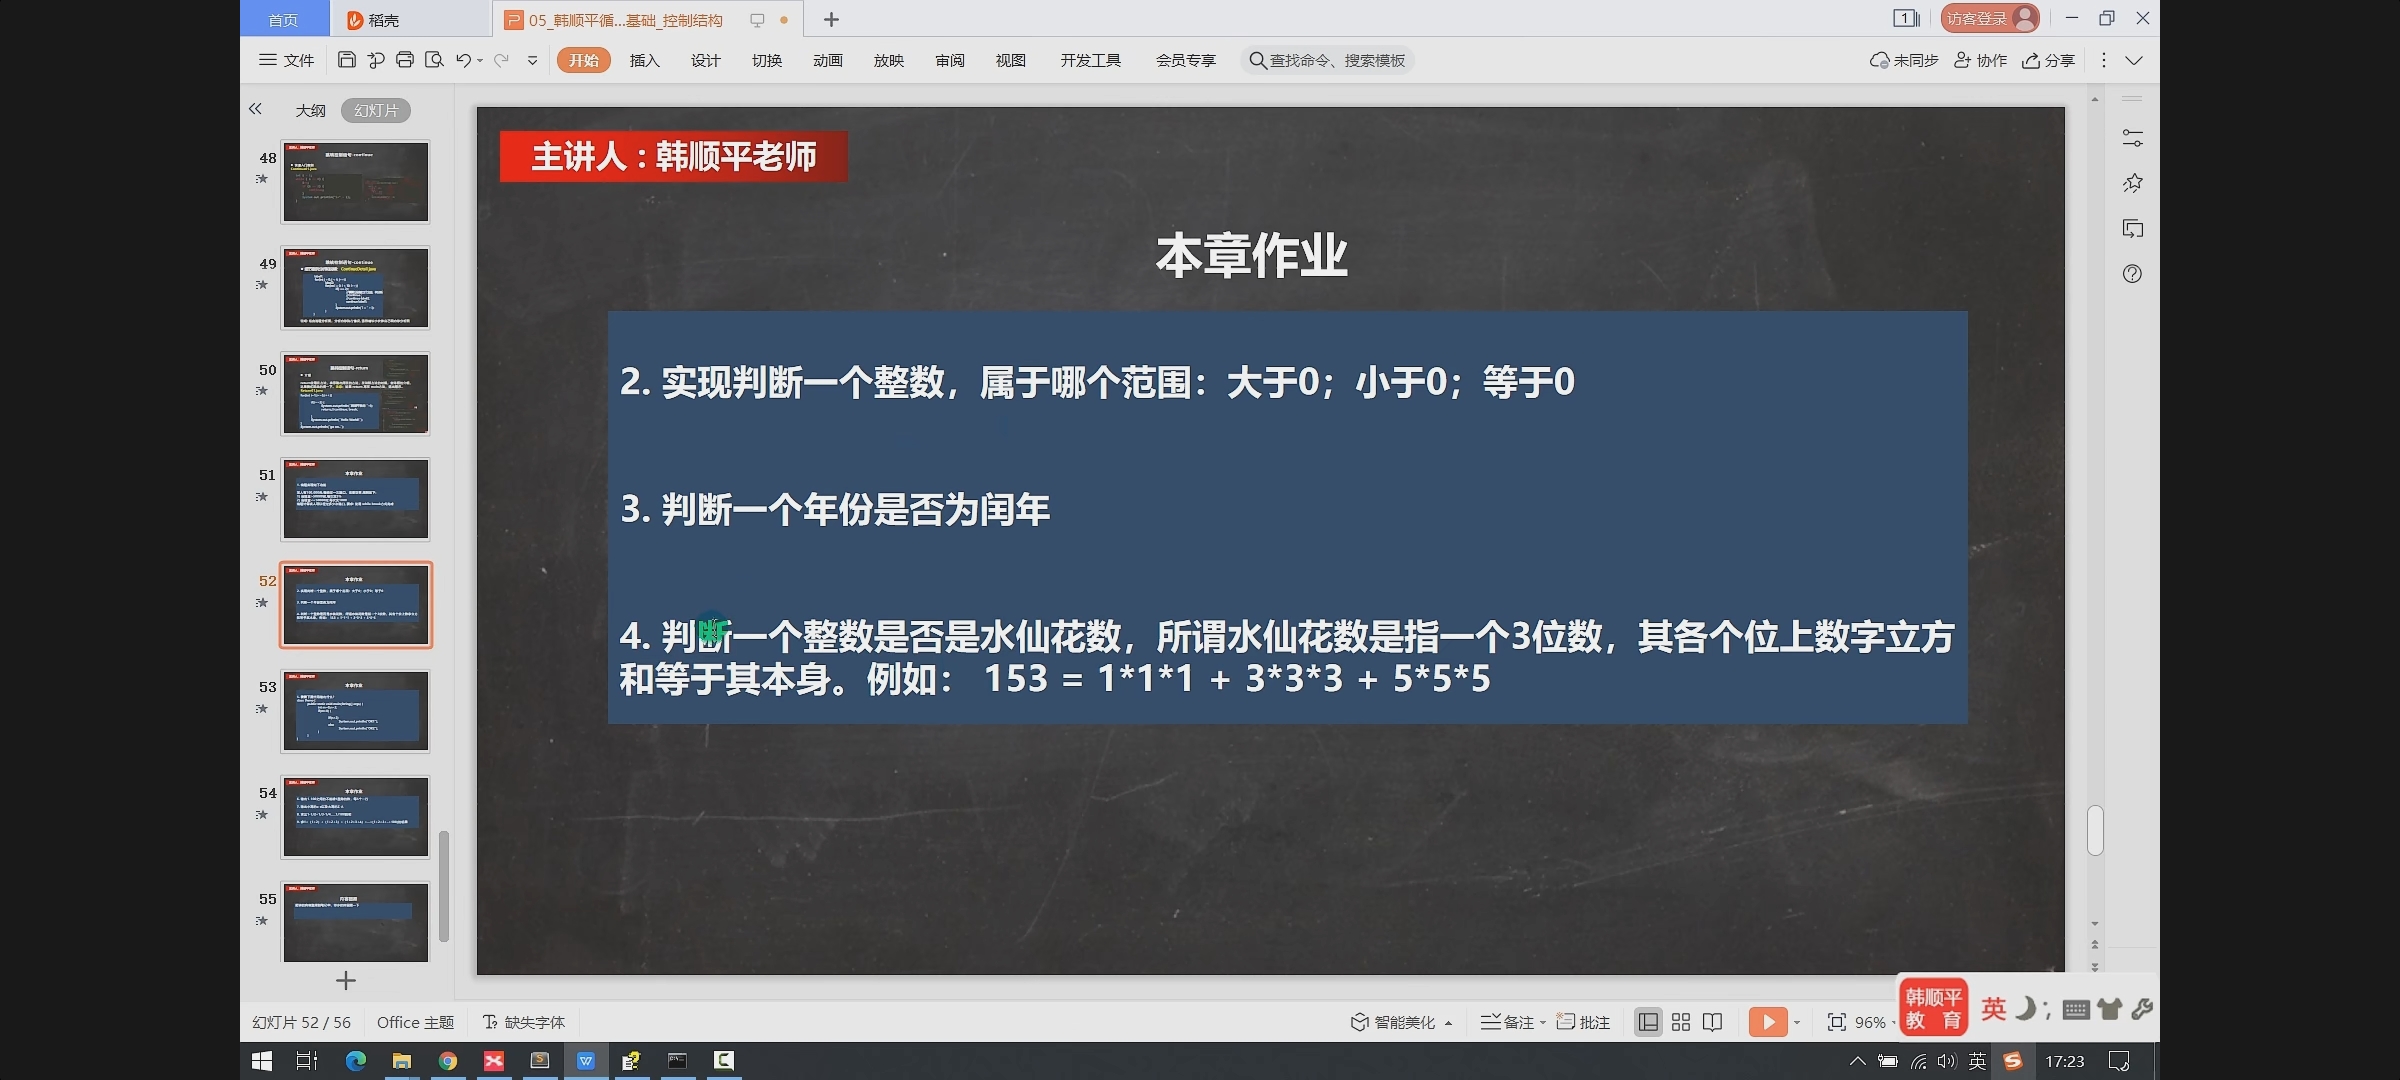 首页
稻壳
05_韩顺平循...基础_控制结构
1
访客登录
文件
开始
插入
设计
切换
动画
放映
审阅
视图
开发工具
会员专享
查找命令、搜索模板
未同步
协作
分享
大纲
幻灯片
48
49
50
51
52
53
54
55
主讲人：韩顺平老师
本章作业
2. 实现判断一个整数，属于哪个范围：大于0；小于0；等于0
3. 判断一个年份是否为闰年
4. 判断一个整数是否是水仙花数，所谓水仙花数是指一个3位数，其各个位上数字立方
和等于其本身。例如： 153 = 1*1*1 + 3*3*3 + 5*5*5
幻灯片 52 / 56
Office 主题
缺失字体
智能美化
备注
批注
96%
韩顺平
教 育
英
英
17:23